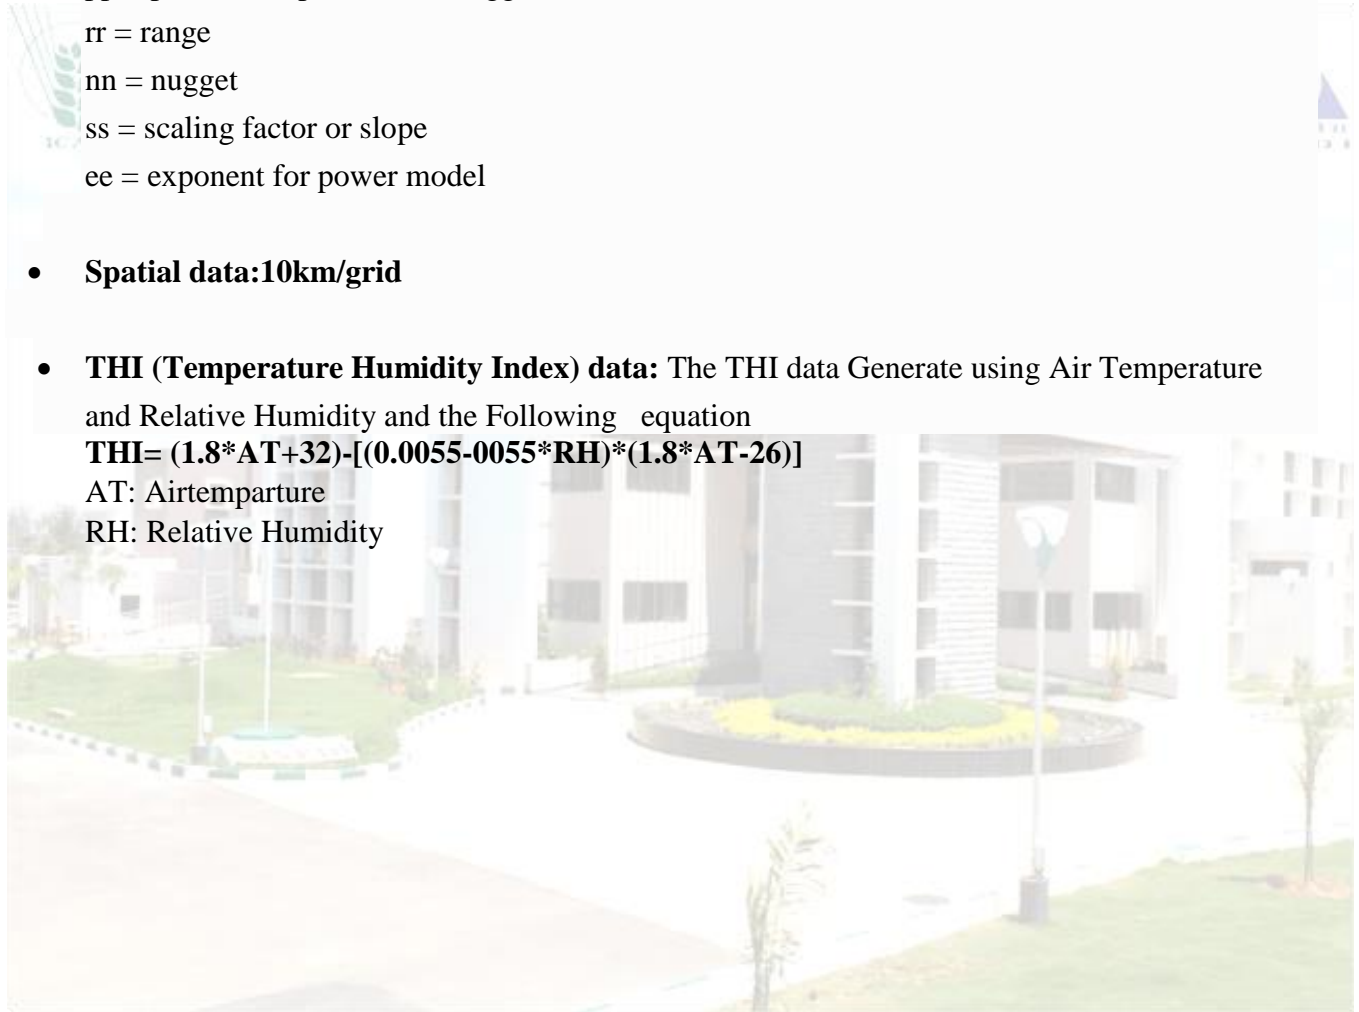 rr = range
nn = nugget
ss = scaling factor or slope
ee = exponent for power model
• Spatial data:10km/grid
• THI (Temperature Humidity Index) data: The THI data Generate using Air Temperature
and Relative Humidity and the Following equation
THI= (1.8*AT+32)-[(0.0055-0055*RH)*(1.8*AT-26)]
AT: Airtemparture
RH: Relative Humidity